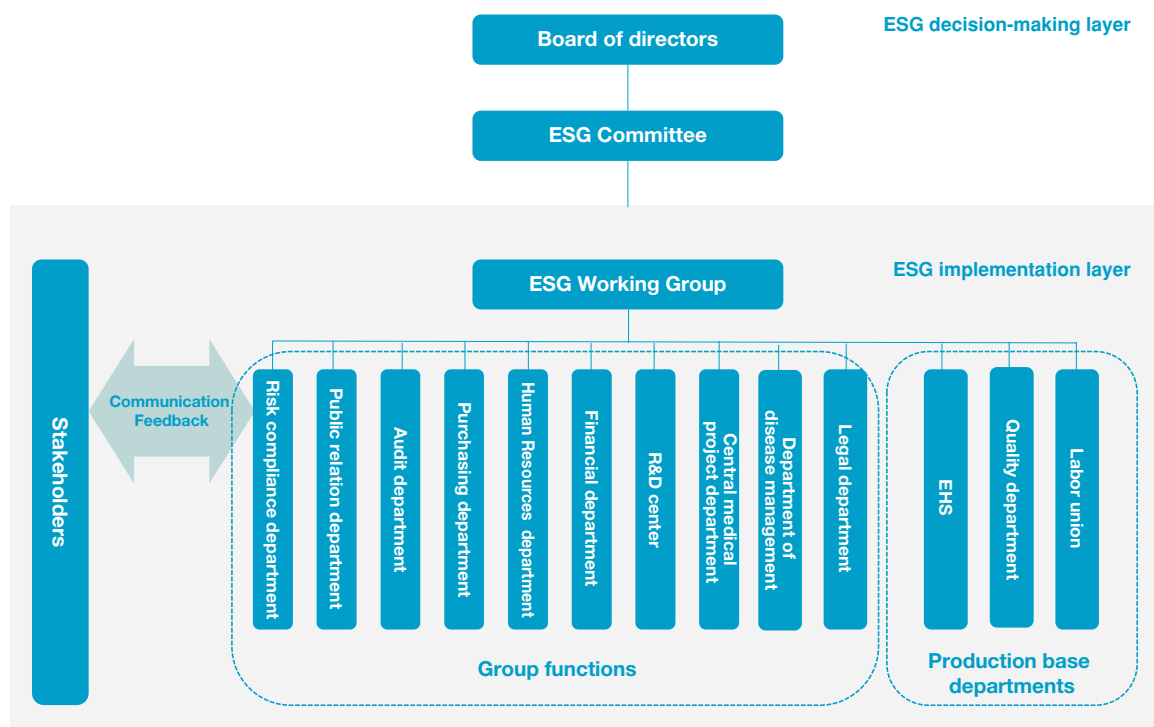 Board of directors
ESG decision-making layer
ESG Committee
ESG implementation layer
ESG Working Group
Stakeholders
Communication
Feedback
Risk compliance department
Public relation department
Audit department
Purchasing department
Human Resources department
Financial department
R&D center
Central medical
project department
Department of
disease management
Legal department
EHS
Quality department
Labor union
Group functions
Production base
departments